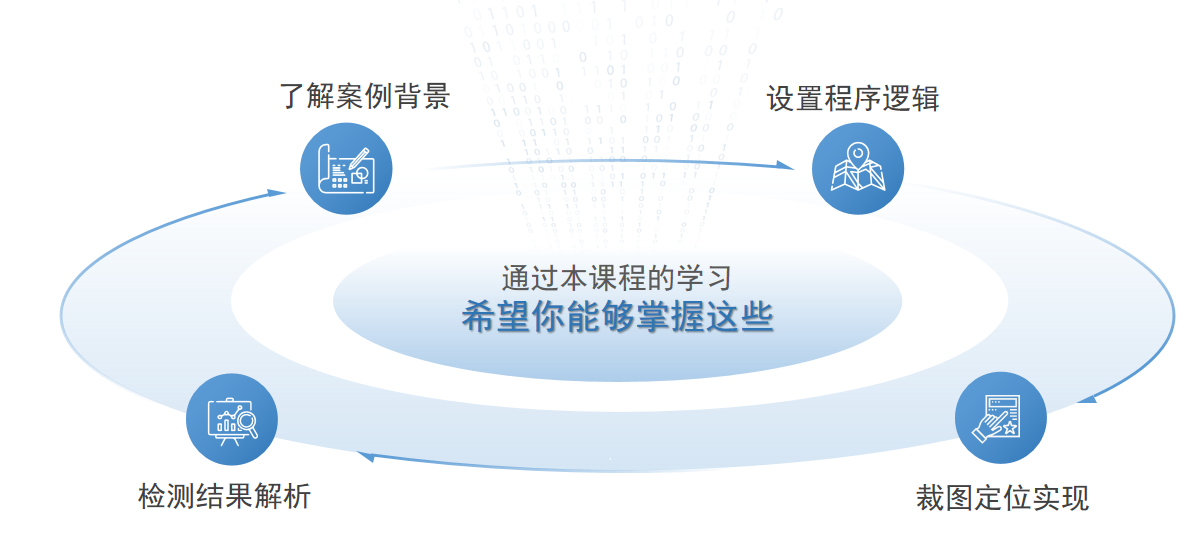 了解案例背景
设置程序逻辑
通过本课程的学习
希望你能够掌握这些
检测结果解析
裁图定位实现